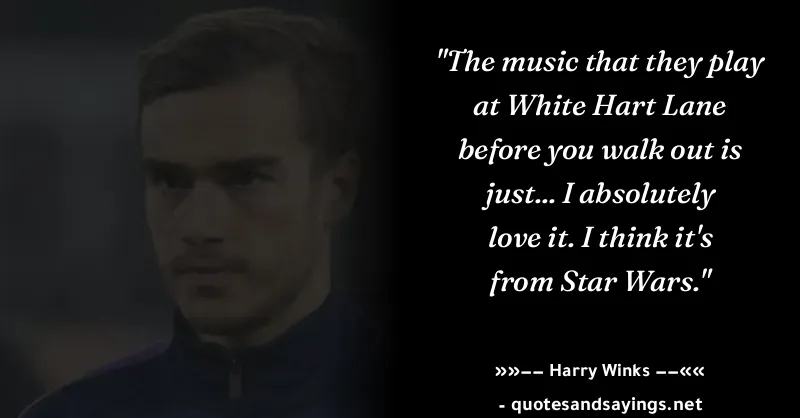 "The music that they play
at White Hart Lane
before you walk out is
just... I absolutely
love it. I think it's
from Star Wars."
»»−− Harry Winks −−««
- quotesandsayings.net